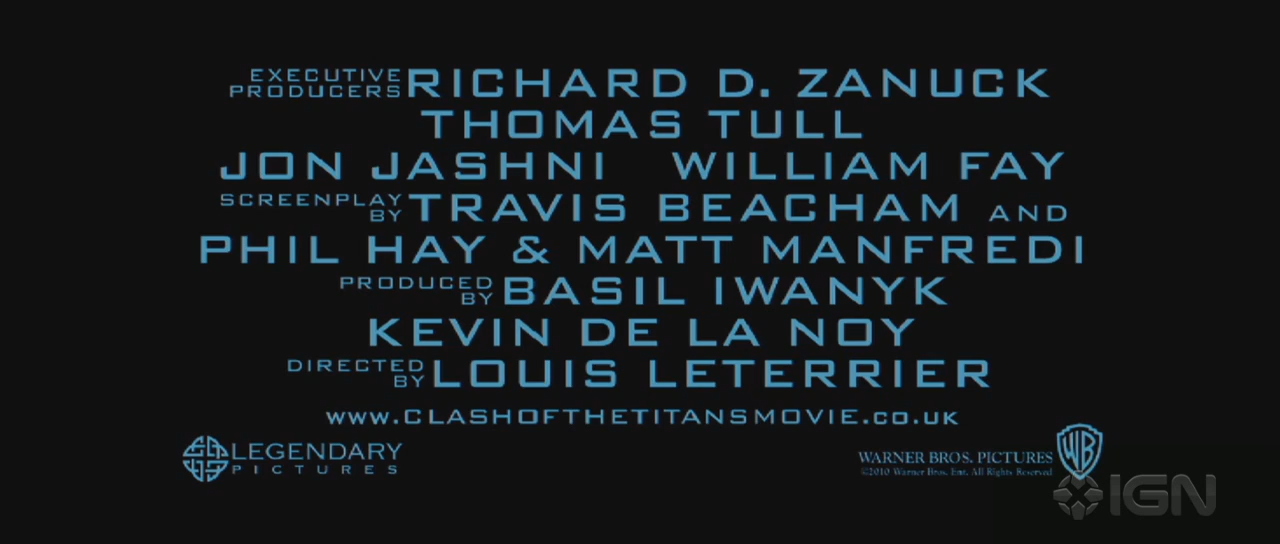 EXECUTIVE PRODUCERS RICHARD D. ZANUCK
THOMAS TULL
JON JASHNI WILLIAM FAY
SCREENPLAY BY TRAVIS BEACHAM AND
PHIL HAY & MATT MANFREDI
PRODUCED BY BASIL IWANYK
KEVIN DE LA NOY
DIRECTED BY LOUIS LETERRIER
www.CLASHOFTHETITANSMOVIE.co.uk
LEGENDARY PICTURES
WARNER BROS. PICTURES
©2010 Warner Bros. Ent. All Rights Reserved
WB
IGN